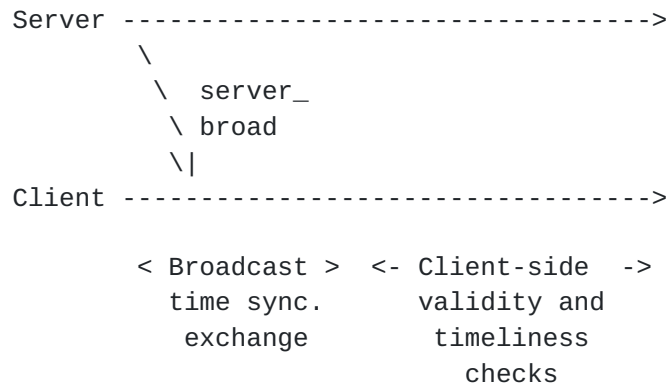 Server ---------------------------------->
\
\ server_
\ broad
\|
Client ---------------------------------->
< Broadcast > <- Client-side ->
time sync. validity and
exchange timeliness
checks